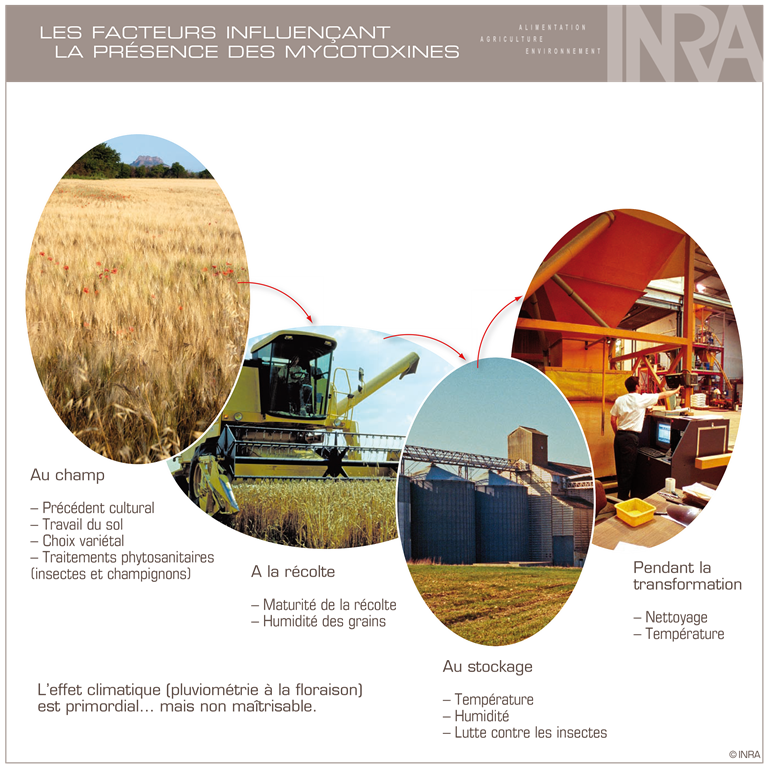 LES FACTEURS INFLUENÇANT
LA PRÉSENCE DES MYCOTOXINES
ALIMENTATION
AGRICULTURE
ENVIRONNEMENT
INRA
Au champ
– Précédent cultural
– Travail du sol
– Choix variétal
– Traitements phytosanitaires
(insectes et champignons)
A la récolte
– Maturité de la récolte
– Humidité des grains
Au stockage
– Température
– Humidité
– Lutte contre les insectes
Pendant la
transformation
– Nettoyage
– Température
L'effet climatique (pluviométrie à la floraison)
est primordial... mais non maîtrisable.
© INRA